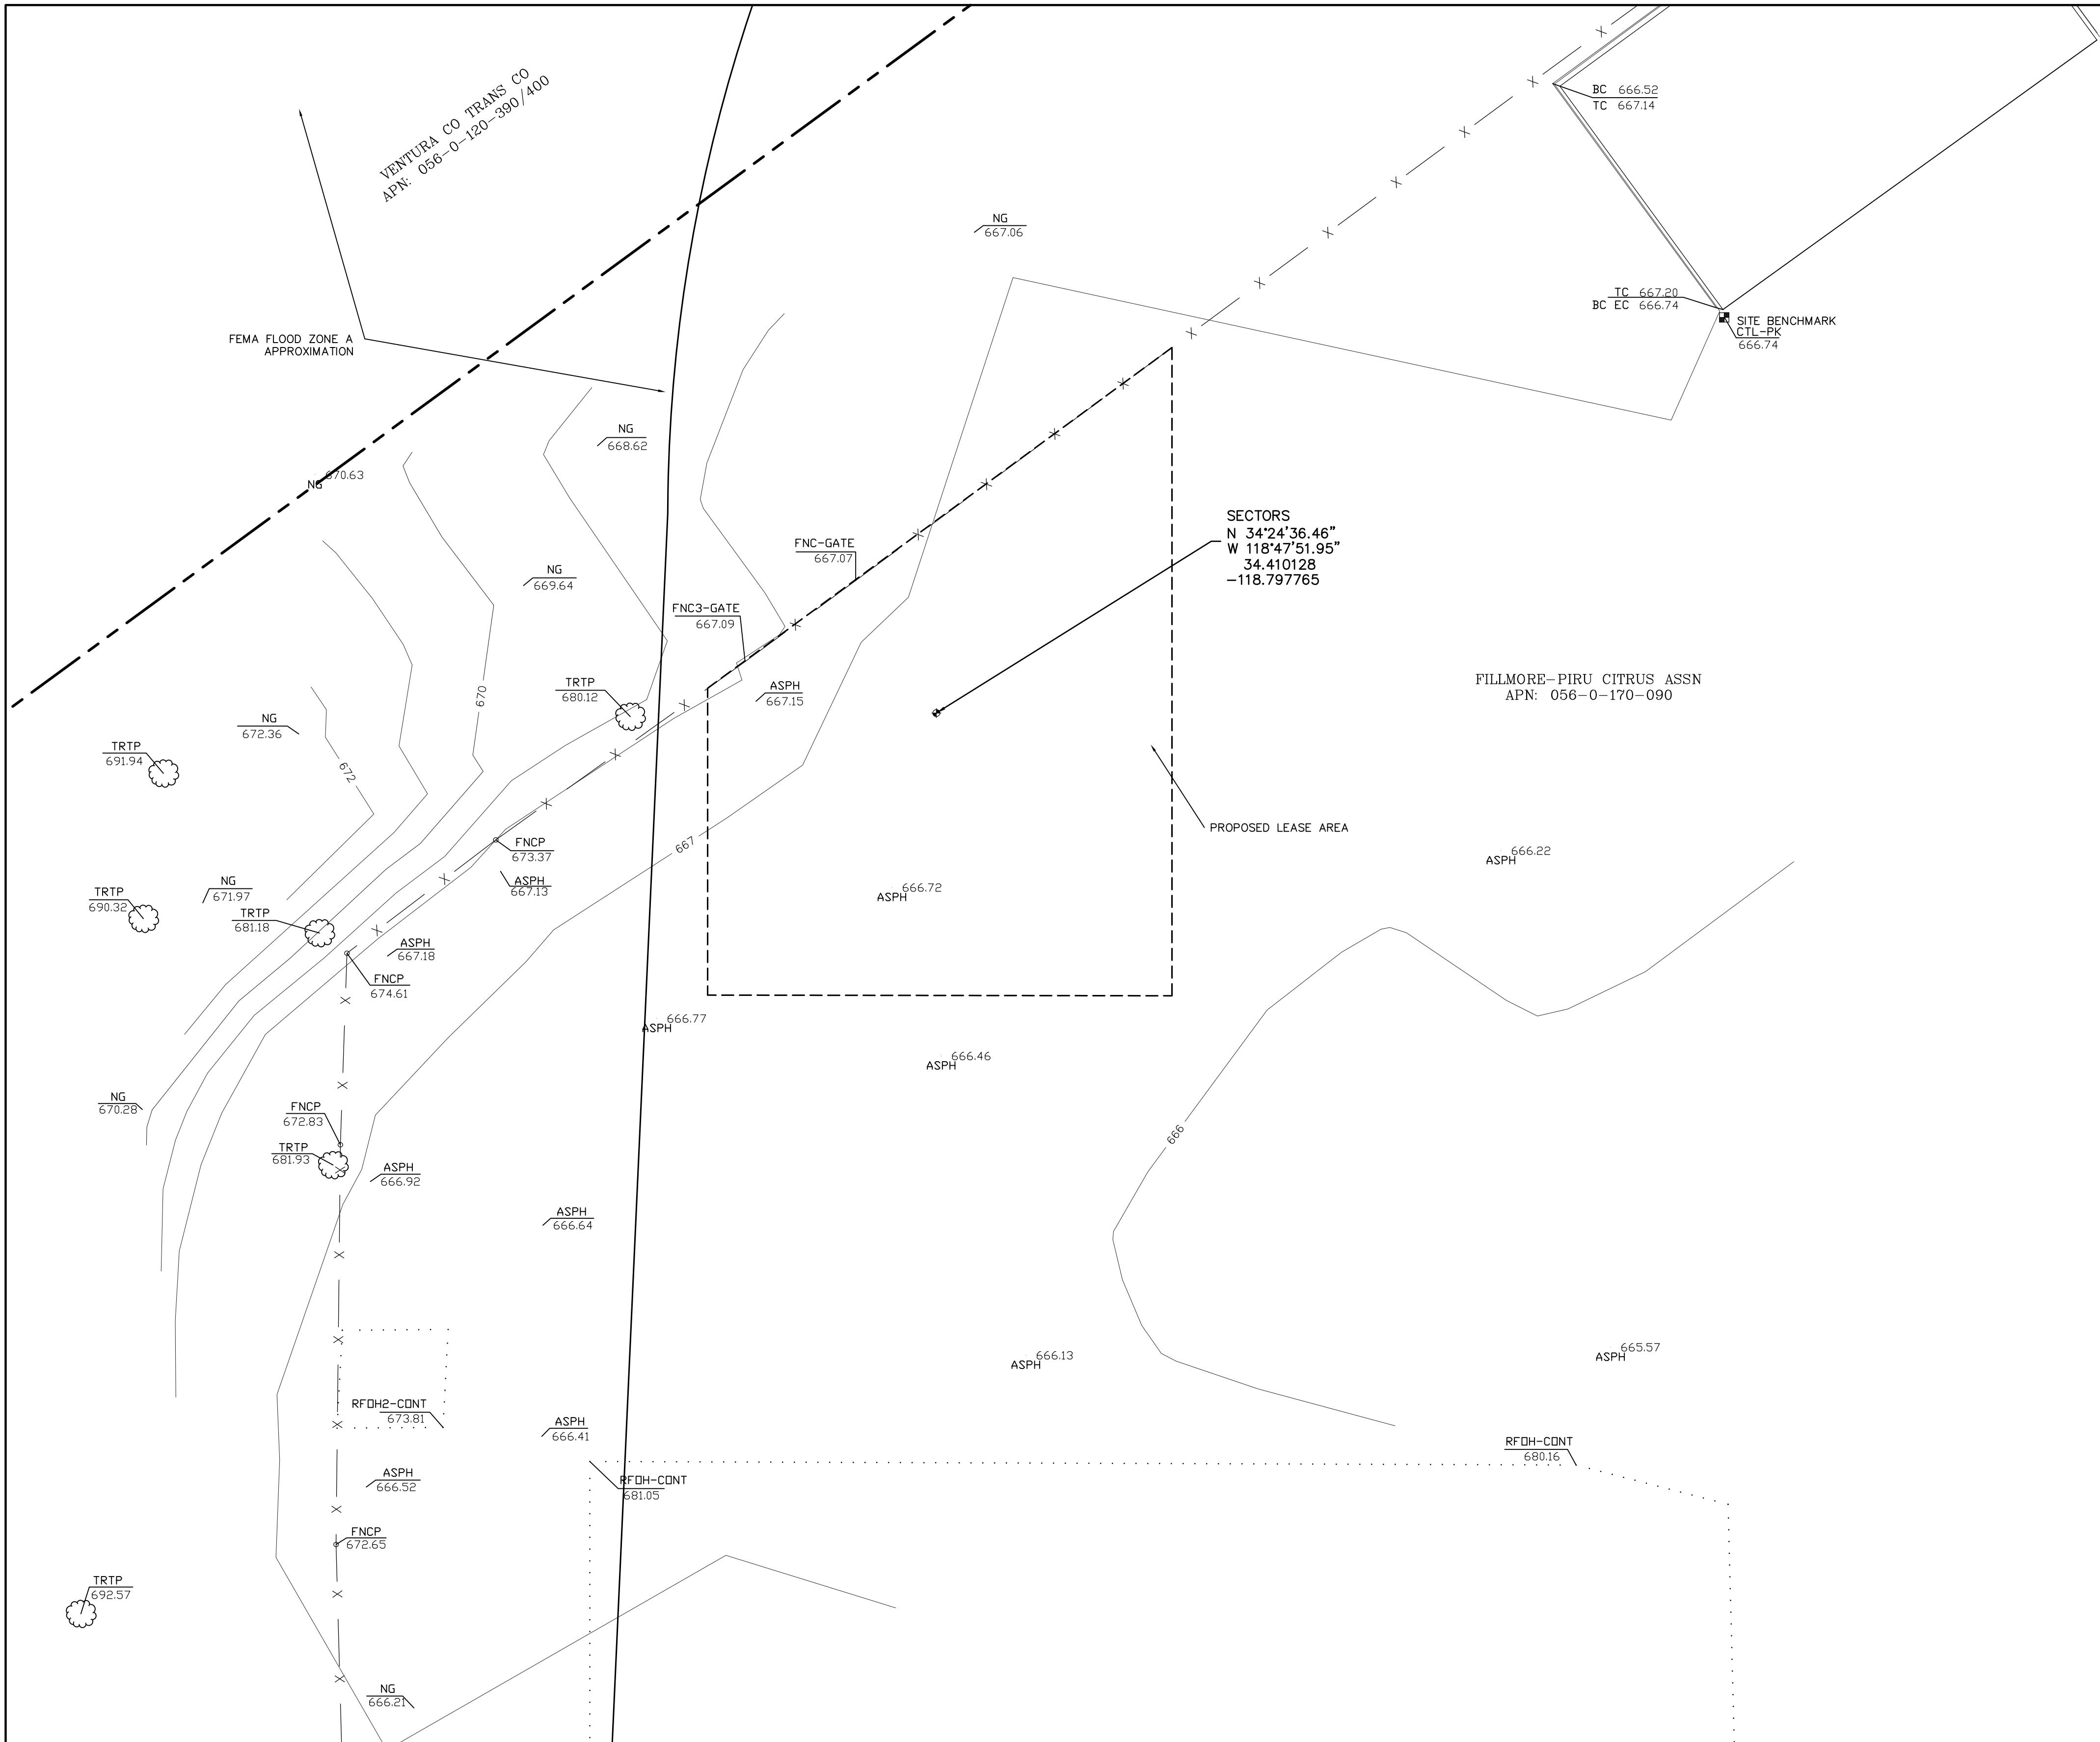 VENTURA CO TRANS CO
APN: 056-0-120-390/400
BC 666.52
TC 667.14
NG
667.06
TC 667.20
BC EC 666.74
SITE BENCHMARK
CTL-PK
666.74
FEMA FLOOD ZONE A
APPROXIMATION
NG
668.62
670.63
NG
SECTORS
N 34°24'36.46"
W 118°47'51.95"
34.410128
-118.797765
FNC-GATE
667.07
NG
669.64
FNC3-GATE
667.09
FILLMORE-PIRU CITRUS ASSN
APN: 056-0-170-090
TRTP
680.12
ASPH
667.15
670
NG
672.36
TRTP
691.94
672
PROPOSED LEASE AREA
667
FNCP
673.37
ASPH
667.13
666.22
ASPH
666.72
ASPH
NG
671.97
TRTP
690.32
TRTP
681.18
ASPH
667.18
FNCP
674.61
666.77
ASPH
666.46
ASPH
NG
670.28
FNCP
672.83
666
TRTP
681.93
ASPH
666.92
ASPH
666.64
666.13
ASPH
665.57
ASPH
RFOH2-CONT
673.81
ASPH
666.41
RFOH-CONT
680.16
ASPH
666.52
RFOH-CONT
681.05
FNCP
672.65
TRTP
692.57
NG
666.21